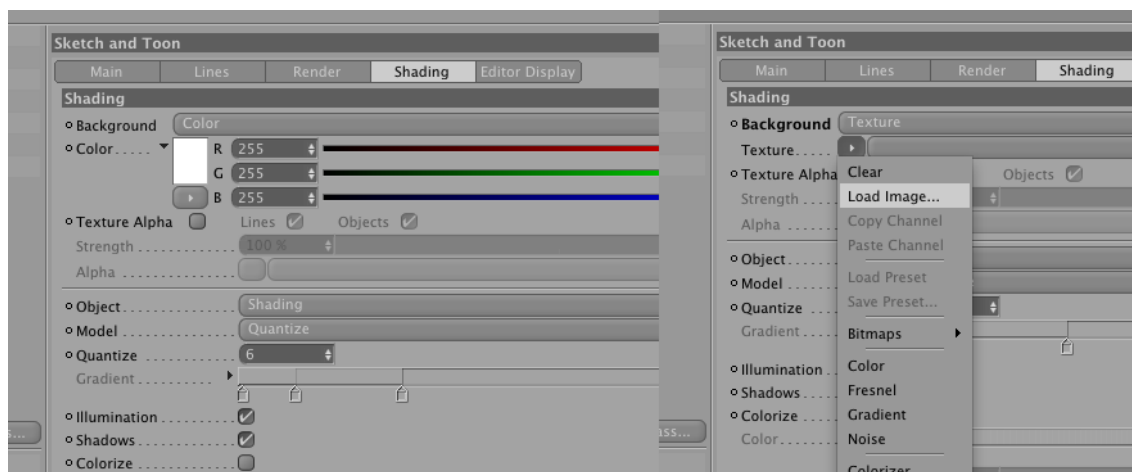 Sketch and Toon
Main Lines Render Shading Editor Display
Shading
Background Color
Color..... R 255
G 255
B 255
Texture Alpha Lines Objects
Strength .............. 100 %
Alpha ................
Object............... Shading
Model ............... Quantize
Quantize ............ 6
Gradient..........
Illumination ..........
Shadows .............
Colorize ..............
s...
Sketch and Toon
Main Lines Render Shading
Shading
Background Texture
Texture.....
Texture Alpha Objects
Strength ....
Alpha ......
Object.....
Model .....
Quantize ...
Gradient....
Illumination ..
Shadows....
Colorize ....
Color.......
ass...
Clear
Load Image...
Copy Channel
Paste Channel
Load Preset
Save Preset...
Bitmaps
Color
Fresnel
Gradient
Noise
Colorizer